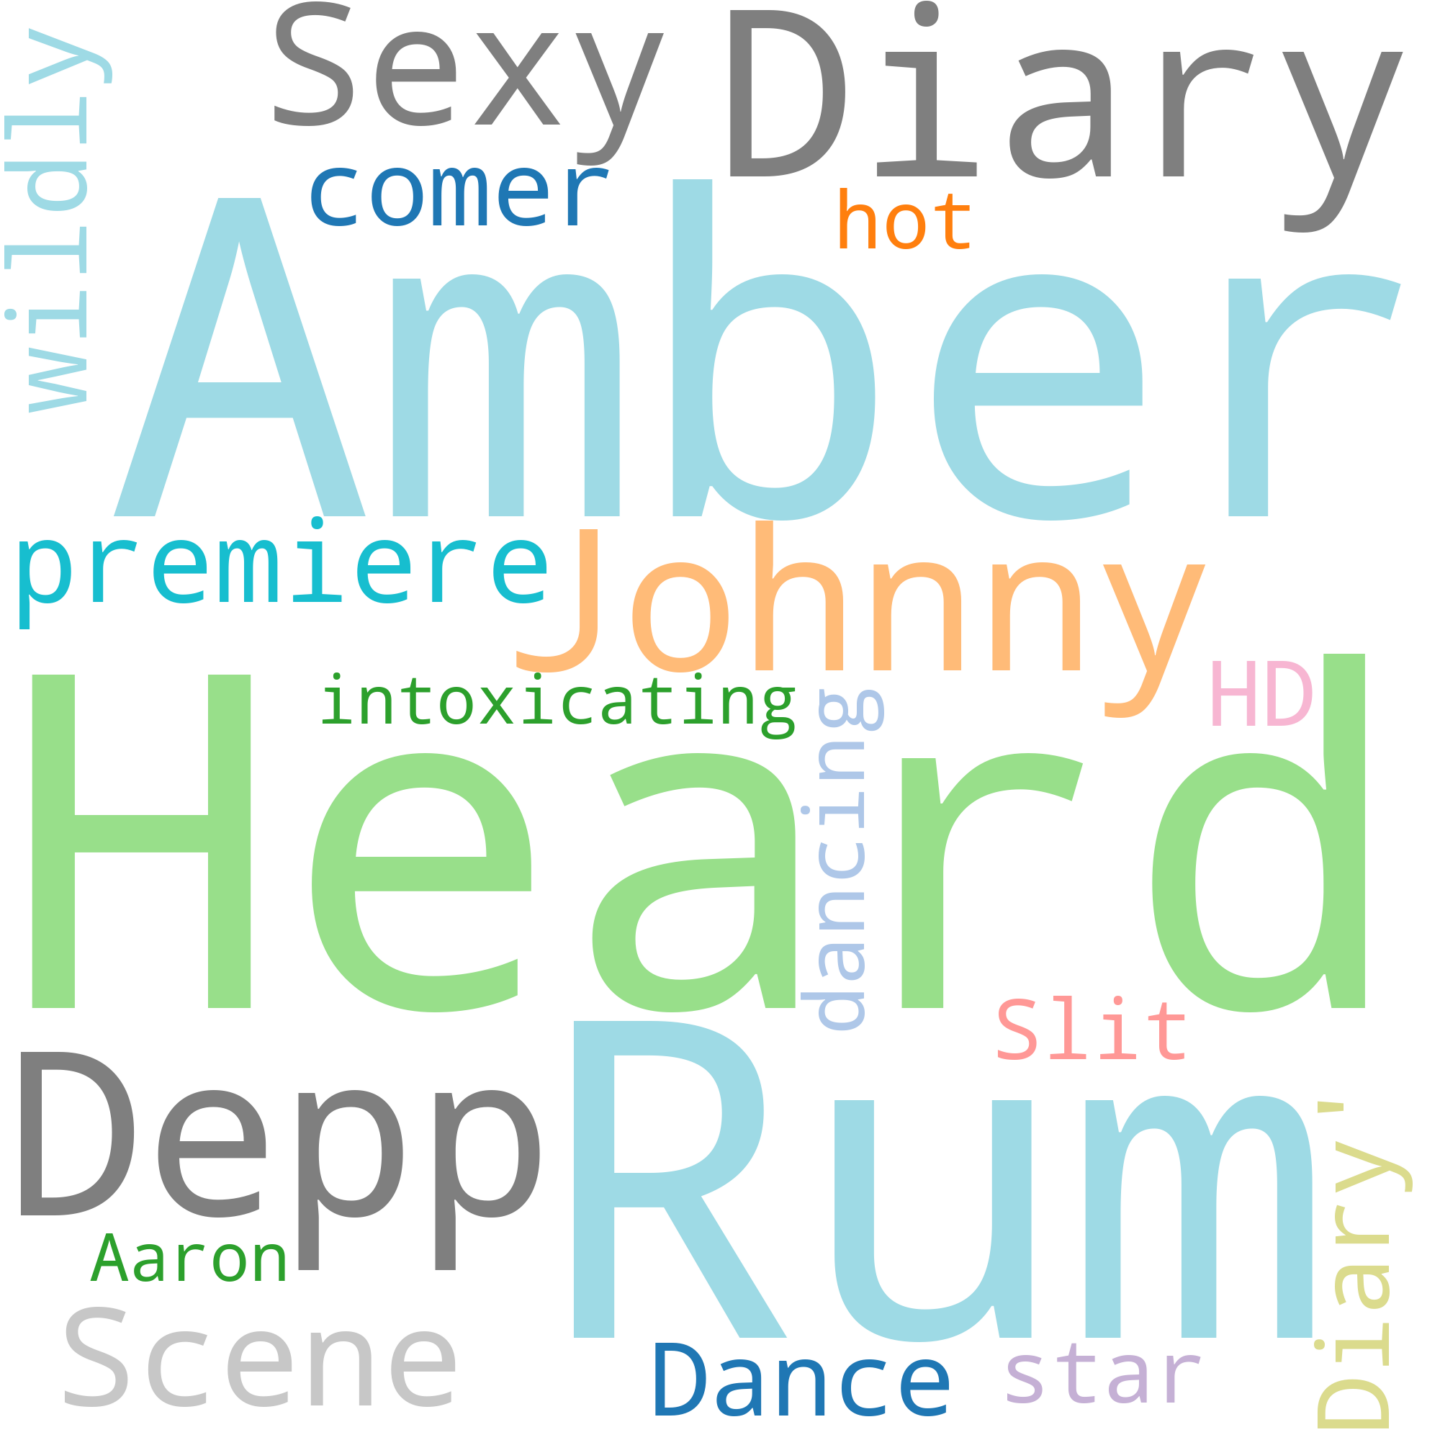 Sexy Diary
wildly
comer
hot
Amber
premiere
Johnny
intoxicating
HD
Heard
dancing
Slit
Depp
Rum
Diary'
Aaron
Scene
Dance
star